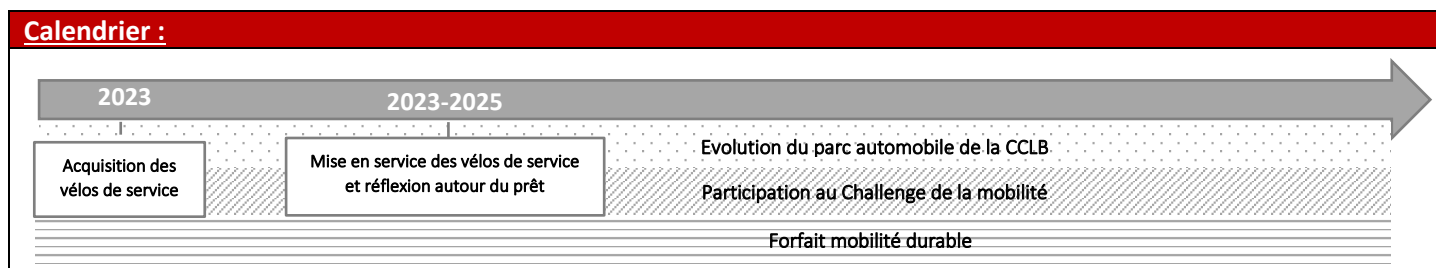 Calendrier :
2023
2023-2025
Acquisition des
vélos de service
Mise en service des vélos de service
et réflexion autour du prêt
Evolution du parc automobile de la CCLB
Participation au Challenge de la mobilité
Forfait mobilité durable